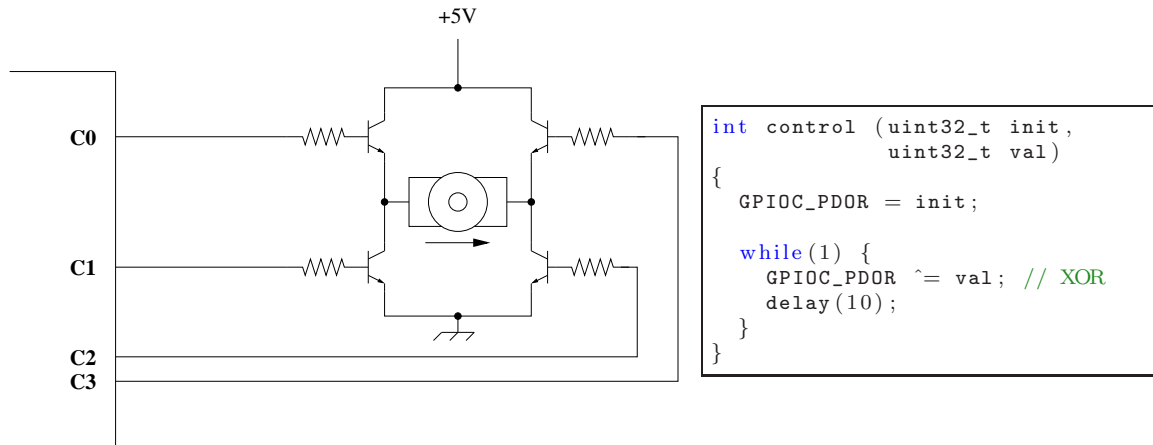 +5V
C0
C1
C2
C3
int control (uint32_t init,
uint32_t val)
{
GPIOC_PDOR = init;
while(1) {
GPIOC_PDOR ^= val; // XOR
delay(10);
}
}